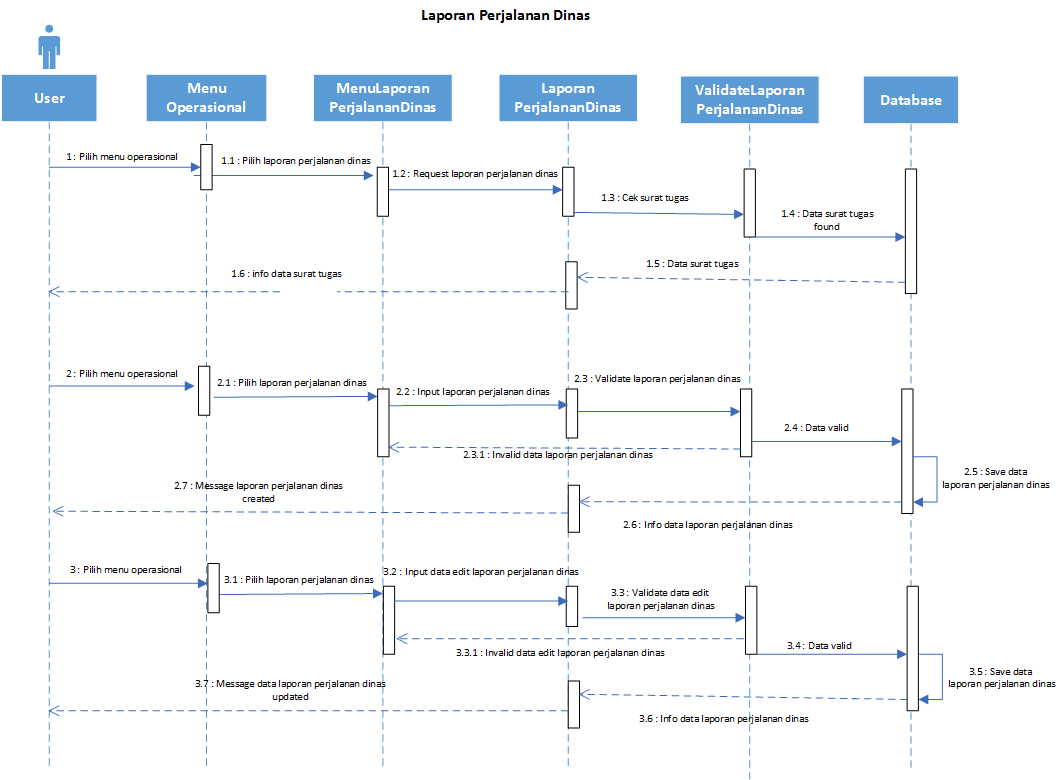 Laporan Perjalanan Dinas
User
Menu
Operasional
MenuLaporan
PerjalananDinas
Laporan
PerjalananDinas
ValidateLaporan
PerjalananDinas
Database
1 : Pilih menu operasional
1.1 : Pilih laporan perjalanan dinas
1.2 : Request laporan perjalanan dinas
1.3 : Cek surat tugas
1.4 : Data surat tugas
found
1.5 : Data surat tugas
1.6 : info data surat tugas
2 : Pilih menu operasional
2.1 : Pilih laporan perjalanan dinas
2.2 : Input laporan perjalanan dinas
2.3 : Validate laporan perjalanan dinas
2.4 : Data valid
2.3.1 : Invalid data laporan perjalanan dinas
2.5 : Save data
laporan perjalanan dinas
2.7 : Message laporan perjalanan dinas
created
2.6 : Info data laporan perjalanan dinas
3 : Pilih menu operasional
3.1 : Pilih laporan perjalanan dinas
3.2 : Input data edit laporan perjalanan dinas
3.3 : Validate data edit
laporan perjalanan dinas
3.4 : Data valid
3.3.1 : Invalid data edit laporan perjalanan dinas
3.5 : Save data
laporan perjalanan dinas
3.7 : Message data laporan perjalanan dinas
updated
3.6 : Info data laporan perjalanan dinas